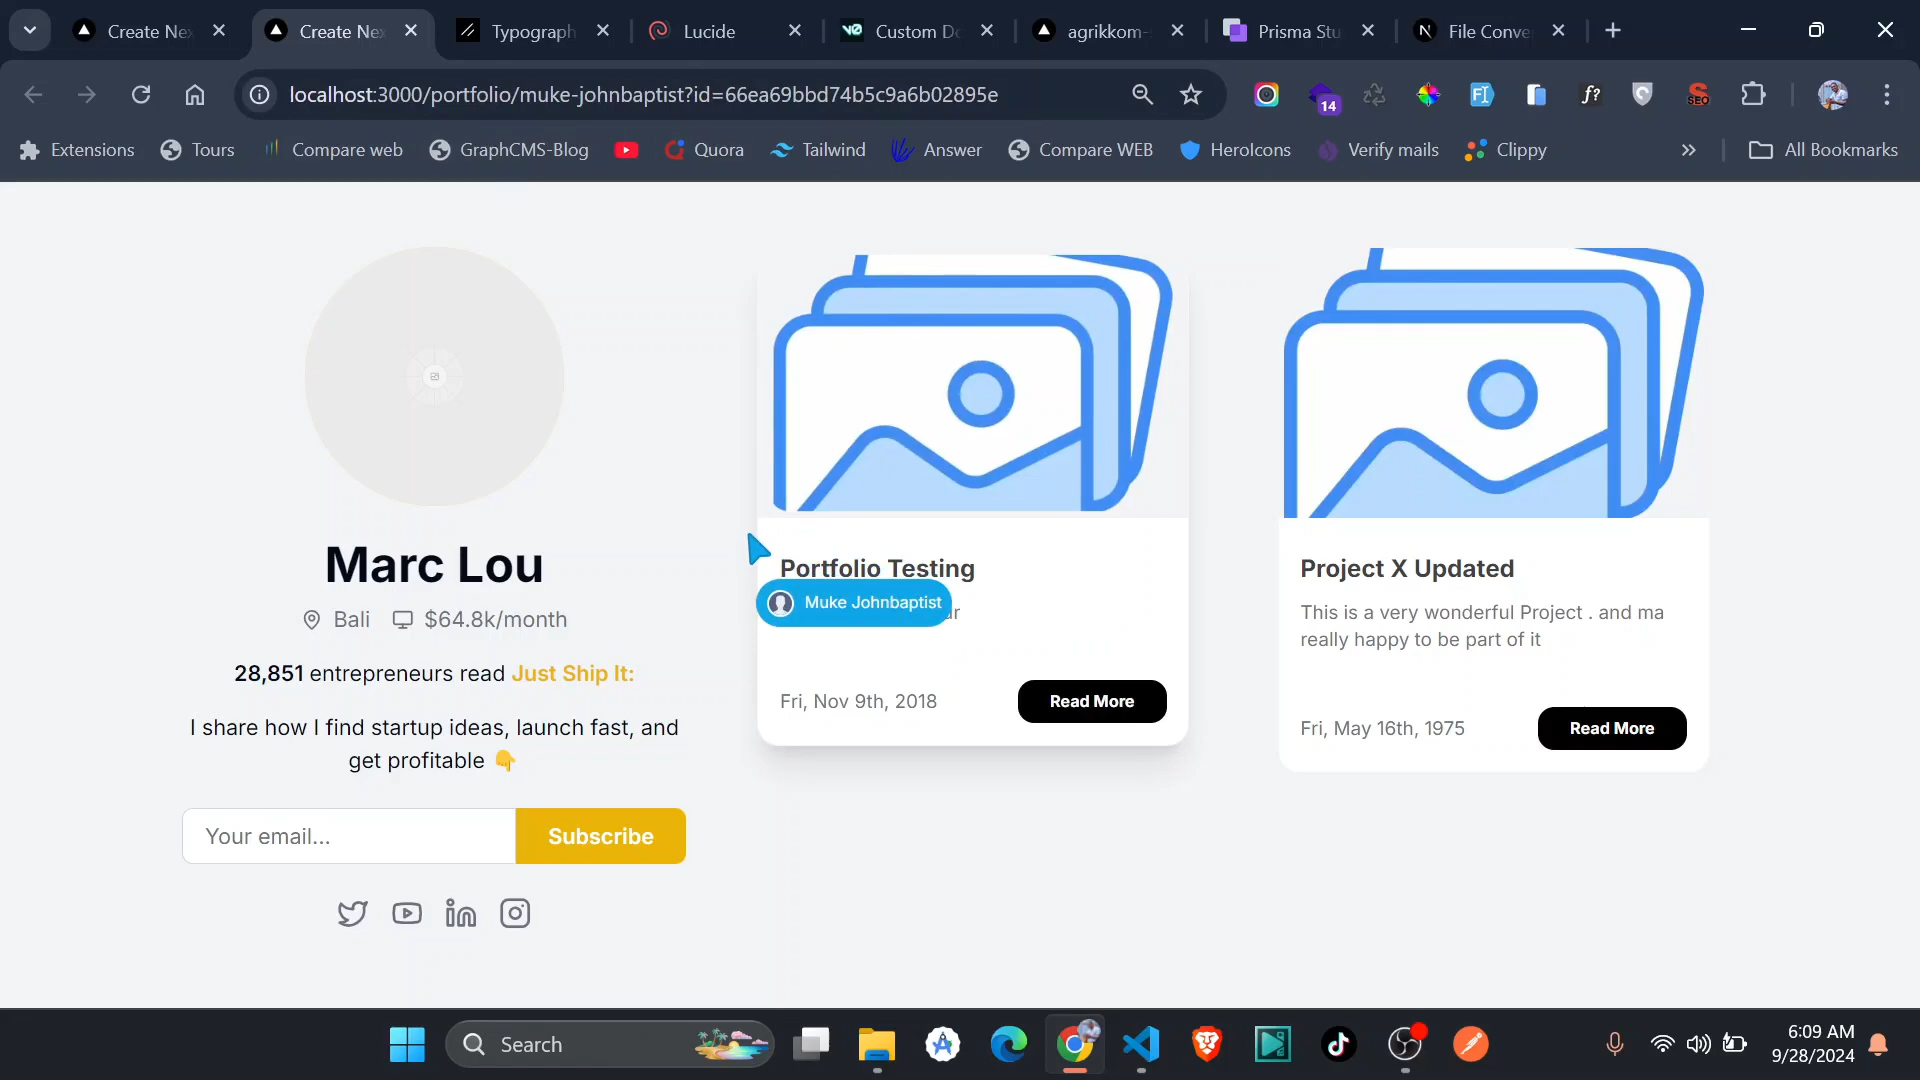 Create Nex
Create Nex
Typograph
Lucide
Custom Do
agrikkom-
Prisma Stu
File Conve
localhost:3000/portfolio/muke-johnbaptist?id=66ea69bbd74b5c9a6b02895e
14
f?
SEO
Extensions
Tours
Compare web
GraphCMS-Blog
Quora
Tailwind
Answer
Compare WEB
HeroIcons
Verify mails
Clippy
All Bookmarks
Marc Lou
Bali
$64.8k/month
28,851 entrepreneurs read Just Ship It:
I share how I find startup ideas, launch fast, and
get profitable 👇
Your email...
Subscribe
Portfolio Testing
Muke Johnbaptist
Fri, Nov 9th, 2018
Read More
Project X Updated
This is a very wonderful Project . and ma
really happy to be part of it
Fri, May 16th, 1975
Read More
Search
6:09 AM
9/28/2024